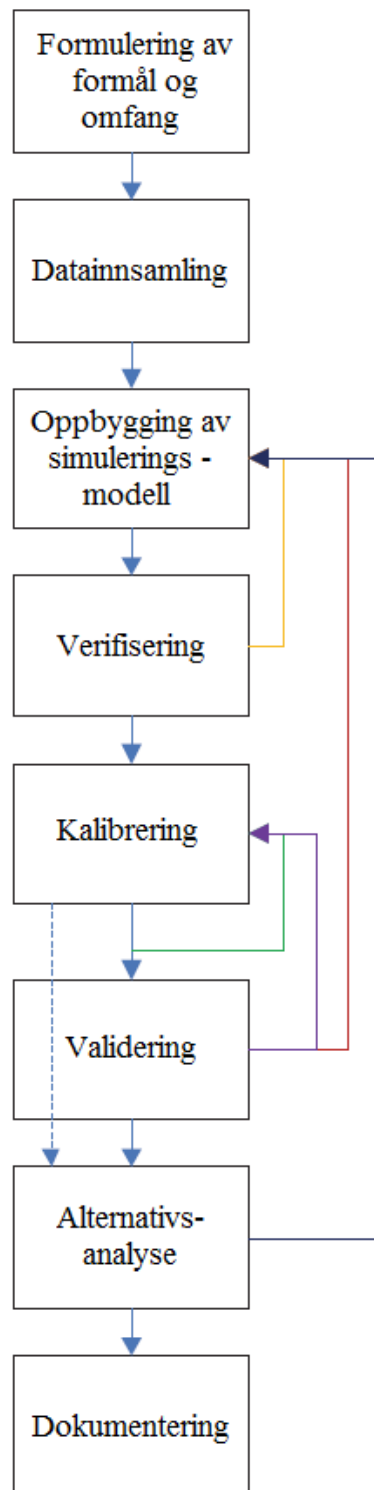 Formulering av
formål og
omfang
Datainnsamling
Oppbygging av
simulerings -
modell
Verifisering
Kalibrering
Validering
Alternativs-
analyse
Dokumentering